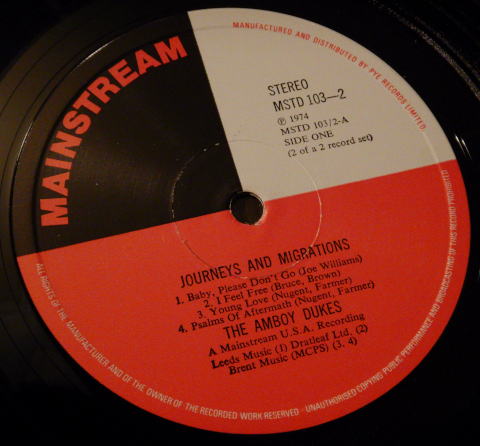 MAINSTREAM
MANUFACTURED AND DISTRIBUTED BY PYE RECORDS LIMITED.
STEREO
MSTD 103—2
℗ 1974
MSTD 103/2-A
SIDE ONE
(2 of a 2 record set)
JOURNEYS AND MIGRATIONS
1. Baby, Please Don't Go (Joe Williams)
2. I Feel Free (Bruce, Brown)
3. Young Love (Nugent, Farmer)
4. Psalms Of Aftermath (Nugent, Farmer)
THE AMBOY DUKES
A Mainstream U.S.A. Recording
Leeds Music (1) Dratleaf Ltd. (2)
Brent Music (MCPS) (3, 4)
ALL RIGHTS OF THE MANUFACTURER AND OF THE OWNER OF THE RECORDED WORK RESERVED - UNAUTHORISED COPYING PUBLIC PERFORMANCE AND BROADCASTING OF THIS RECORD PROHIBITED